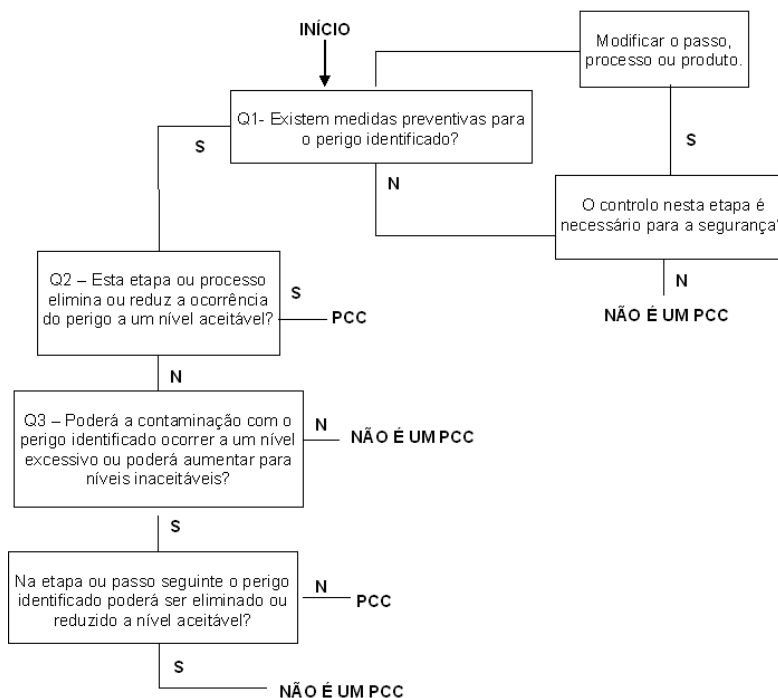 INÍCIO
Modificar o passo,
processo ou produto.
Q1- Existem medidas preventivas para
o perigo identificado?
S
S
N
O controlo nesta etapa é
necessário para a segurança?
Q2 – Esta etapa ou processo
elimina ou reduz a ocorrência
do perigo a um nível aceitável?
S
PCC
N
NÃO É UM PCC
N
Q3 – Poderá a contaminação com o
perigo identificado ocorrer a um nível
excessivo ou poderá aumentar para
níveis inaceitáveis?
N
NÃO É UM PCC
S
Na etapa ou passo seguinte o perigo
identificado poderá ser eliminado ou
reduzido a nível aceitável?
N
PCC
S
NÃO É UM PCC